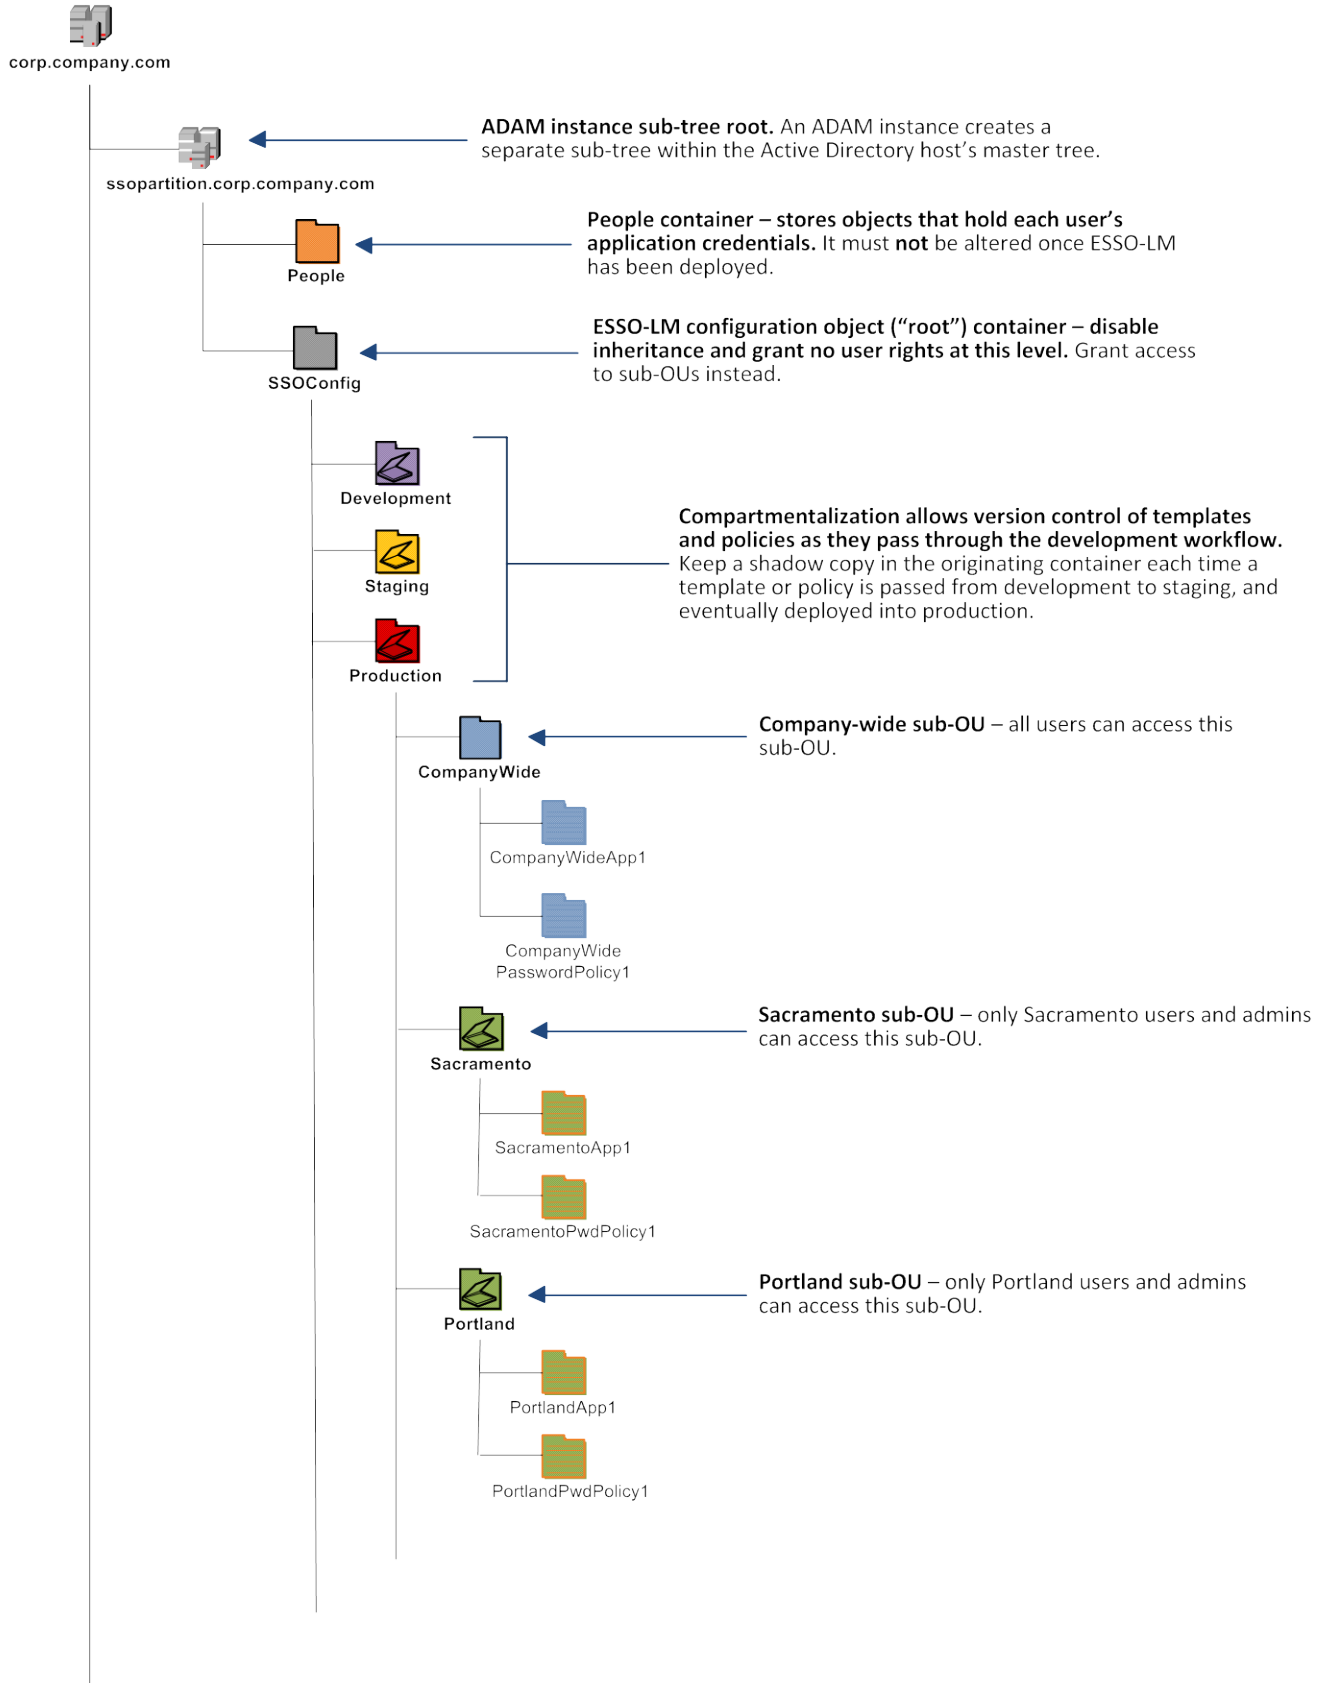 corp.company.com
ADAM instance sub-tree root. An ADAM instance creates a
separate sub-tree within the Active Directory host’s master tree.
ssopartition.corp.company.com
People container – stores objects that hold each user’s
application credentials. It must not be altered once ESSO-LM
has been deployed.
People
ESSO-LM configuration object (“root”) container – disable
inheritance and grant no user rights at this level. Grant access
to sub-OUs instead.
SSOConfig
Development
Compartmentalization allows version control of templates
and policies as they pass through the development workflow.
Keep a shadow copy in the originating container each time a
template or policy is passed from development to staging, and
eventually deployed into production.
Staging
Production
Company-wide sub-OU – all users can access this
sub-OU.
CompanyWide
CompanyWideApp1
CompanyWide
PasswordPolicy1
Sacramento sub-OU – only Sacramento users and admins
can access this sub-OU.
Sacramento
SacramentoApp1
SacramentoPwdPolicy1
Portland sub-OU – only Portland users and admins
can access this sub-OU.
Portland
PortlandApp1
PortlandPwdPolicy1